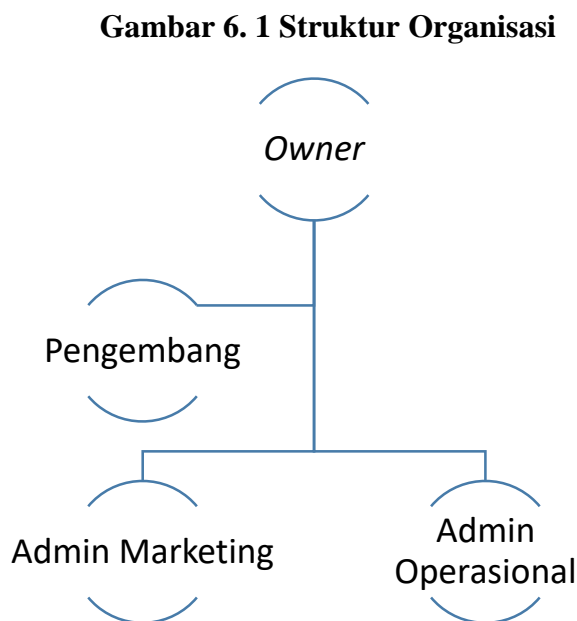 Gambar 6. 1 Struktur Organisasi
Owner
Pengembang
Admin Marketing
Admin
Operasional